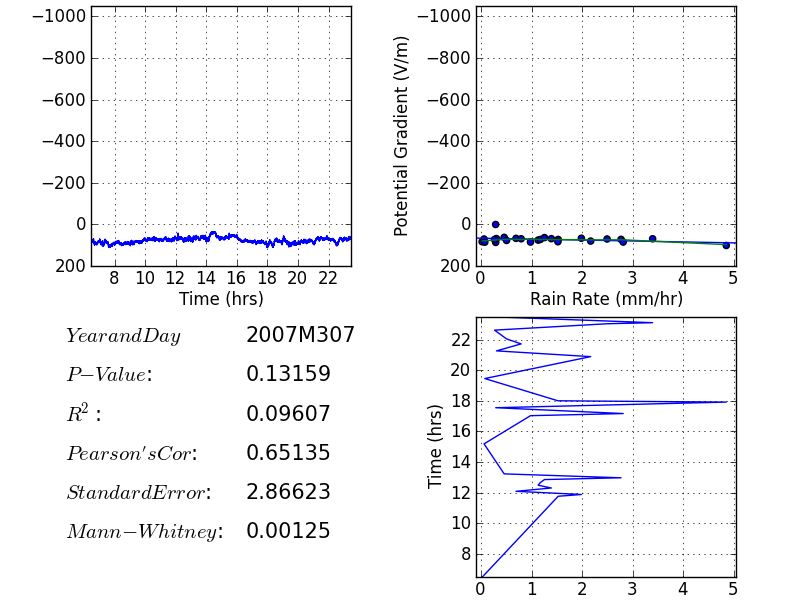 −1000
−800
−600
−400
−200
0
200
8 10 12 14 16 18 20 22
Time (hrs)
Potential Gradient (V/m)
−1000
−800
−600
−400
−200
0
200
0 1 2 3 4 5
Rain Rate (mm/hr)
YearandDay 2007M307
P−Value: 0.13159
R²: 0.09607
Pearson'sCor: 0.65135
StandardError: 2.86623
Mann−Whitney: 0.00125
Time (hrs)
22
20
18
16
14
12
10
8
0 1 2 3 4 5